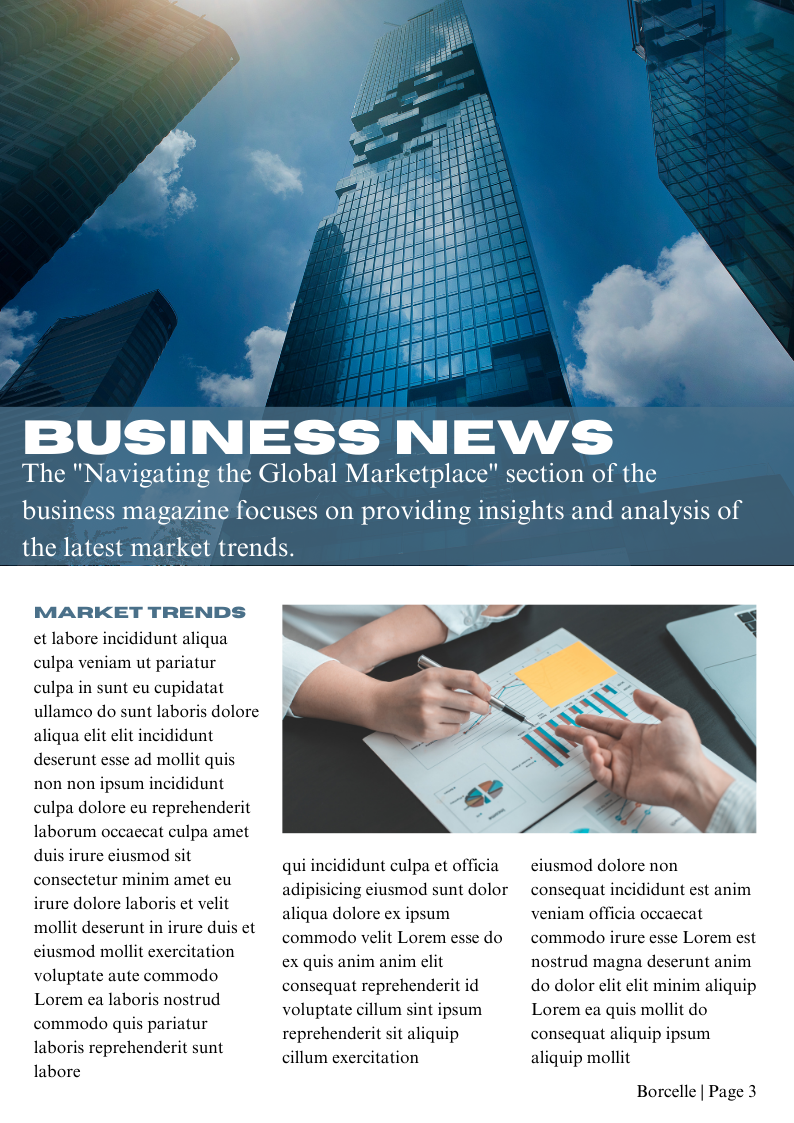 BUSINESS NEWS
The "Navigating the Global Marketplace" section of the
business magazine focuses on providing insights and analysis of
the latest market trends.
MARKET TRENDS
et labore incididunt aliqua
culpa veniam ut pariatur
culpa in sunt eu cupidatat
ullamco do sunt laboris dolore
aliqua elit elit incididunt
deserunt esse ad mollit quis
non non ipsum incididunt
culpa dolore eu reprehenderit
laborum occaecat culpa amet
duis irure eiusmod sit
consectetur minim amet eu
irure dolore laboris et velit
mollit deserunt in irure duis et
eiusmod mollit exercitation
voluptate aute commodo
Lorem ea laboris nostrud
commodo quis pariatur
laboris reprehenderit sunt
labore
qui incididunt culpa et officia
adipisicing eiusmod sunt dolor
aliqua dolore ex ipsum
commodo velit Lorem esse do
ex quis anim anim elit
consequat reprehenderit id
voluptate cillum sint ipsum
reprehenderit sit aliquip
cillum exercitation
eiusmod dolore non
consequat incididunt est anim
veniam officia occaecat
commodo irure esse Lorem est
nostrud magna deserunt anim
do dolor elit elit minim aliquip
Lorem ea quis mollit do
consequat aliquip ipsum
aliquip mollit
Borcelle | Page 3